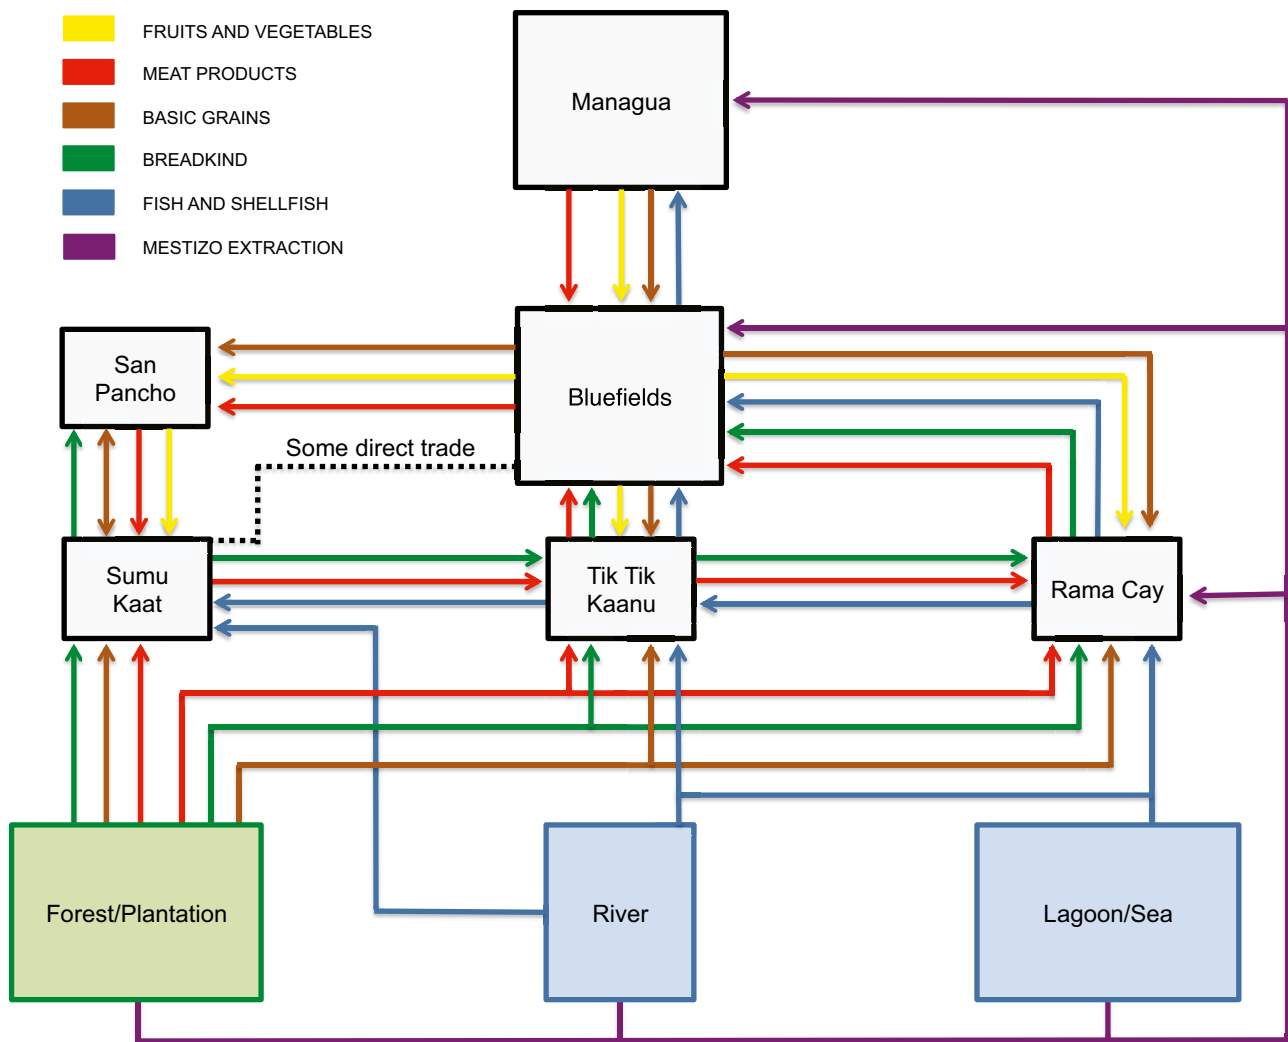 FRUITS AND VEGETABLES
MEAT PRODUCTS
BASIC GRAINS
BREADKIND
FISH AND SHELLFISH
MESTIZO EXTRACTION
Managua
San
Pancho
Bluefields
Some direct trade
Sumu
Kaat
Tik Tik
Kaanu
Rama Cay
Forest/Plantation
River
Lagoon/Sea